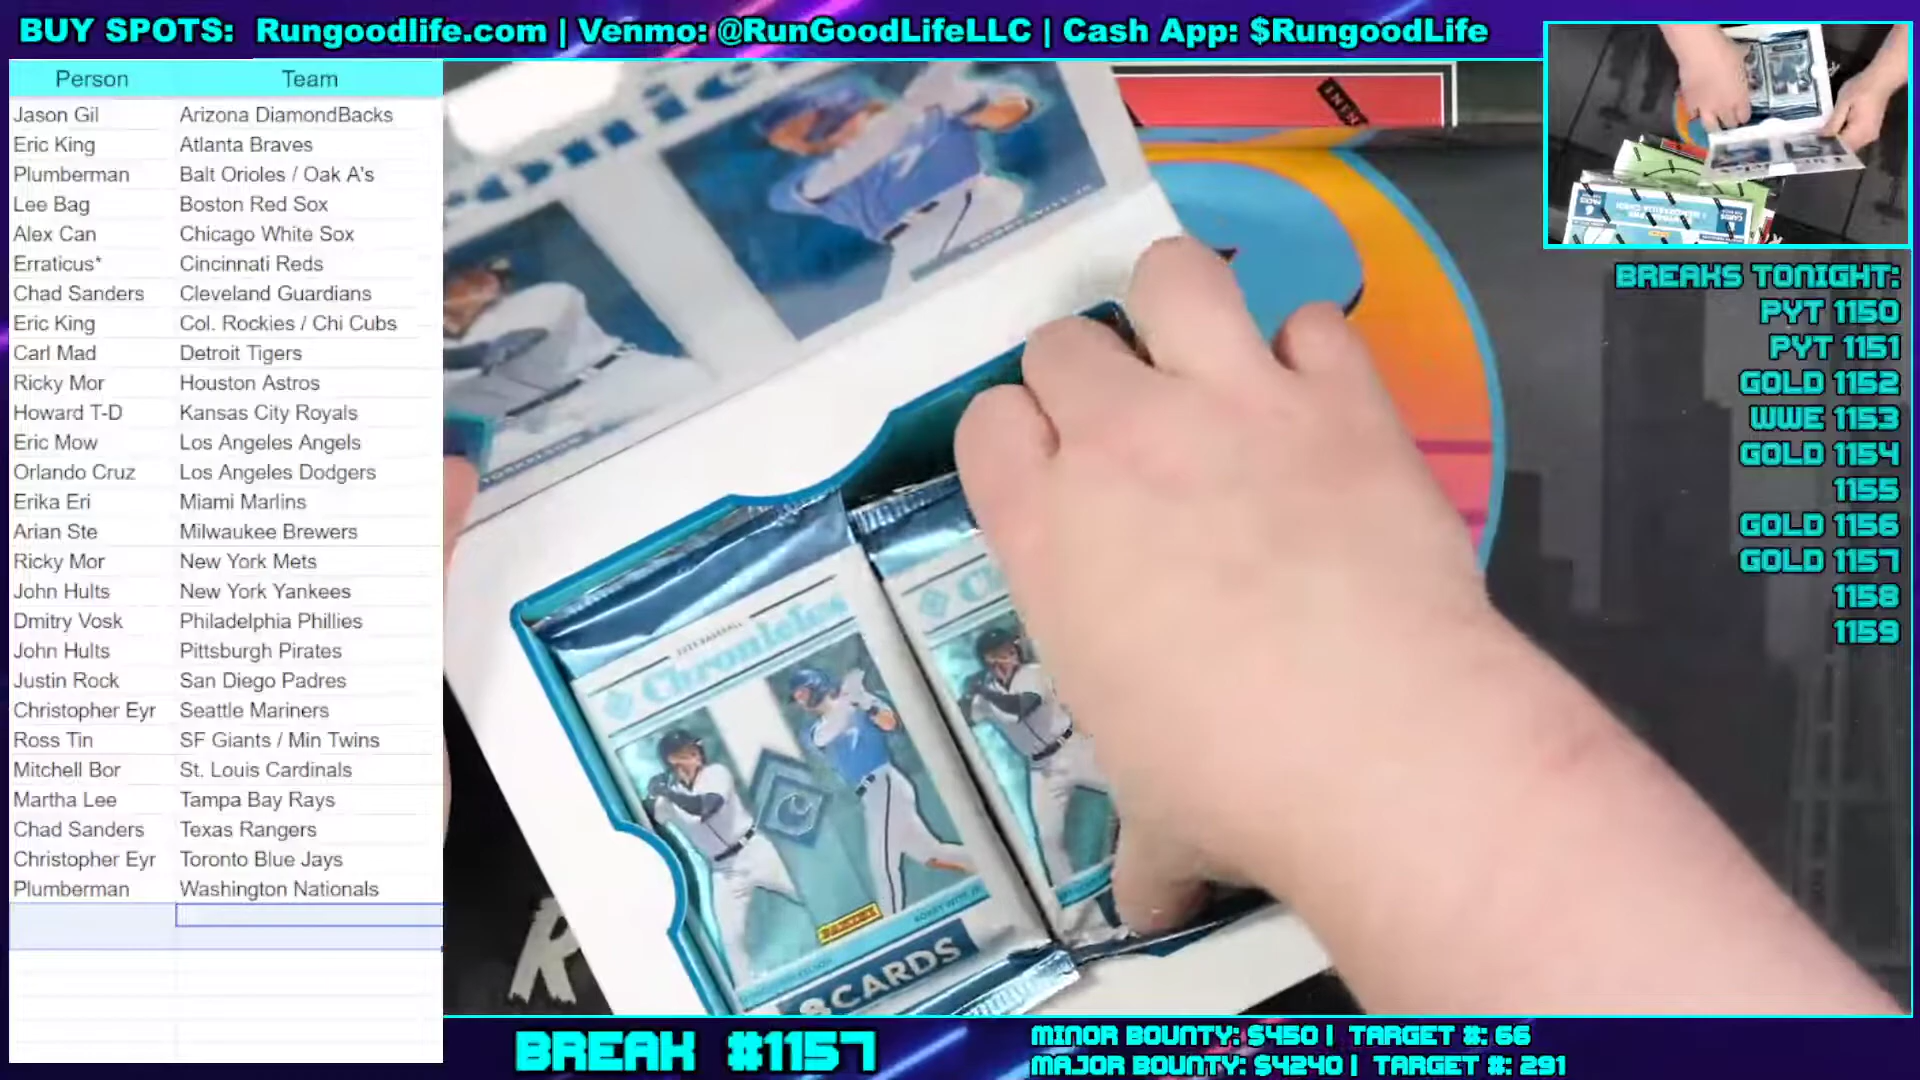 BUY SPOTS: Rungoodlife.com | Venmo: @RunGoodLifeLLC | Cash App: $RungoodLife
Person Team
Jason Gil Arizona DiamondBacks
Eric King Atlanta Braves
Plumberman Balt Orioles / Oak A's
Lee Bag Boston Red Sox
Alex Can Chicago White Sox
Erraticus* Cincinnati Reds
Chad Sanders Cleveland Guardians
Eric King Col. Rockies / Chi Cubs
Carl Mad Detroit Tigers
Ricky Mor Houston Astros
Howard T-D Kansas City Royals
Eric Mow Los Angeles Angels
Orlando Cruz Los Angeles Dodgers
Erika Eri Miami Marlins
Arian Ste Milwaukee Brewers
Ricky Mor New York Mets
John Hults New York Yankees
Dmitry Vosk Philadelphia Phillies
John Hults Pittsburgh Pirates
Justin Rock San Diego Padres
Christopher Eyr Seattle Mariners
Ross Tin SF Giants / Min Twins
Mitchell Bor St. Louis Cardinals
Martha Lee Tampa Bay Rays
Chad Sanders Texas Rangers
Christopher Eyr Toronto Blue Jays
Plumberman Washington Nationals
Chronicles
PANINI
8 CARDS
BREAKS TONIGHT:
PYT 1150
PYT 1151
GOLD 1152
WWE 1153
GOLD 1154
1155
GOLD 1156
GOLD 1157
1158
1159
BREAK #1157
MINOR BOUNTY: $450 | TARGET #: 66
MAJOR BOUNTY: $4240 | TARGET #: 291